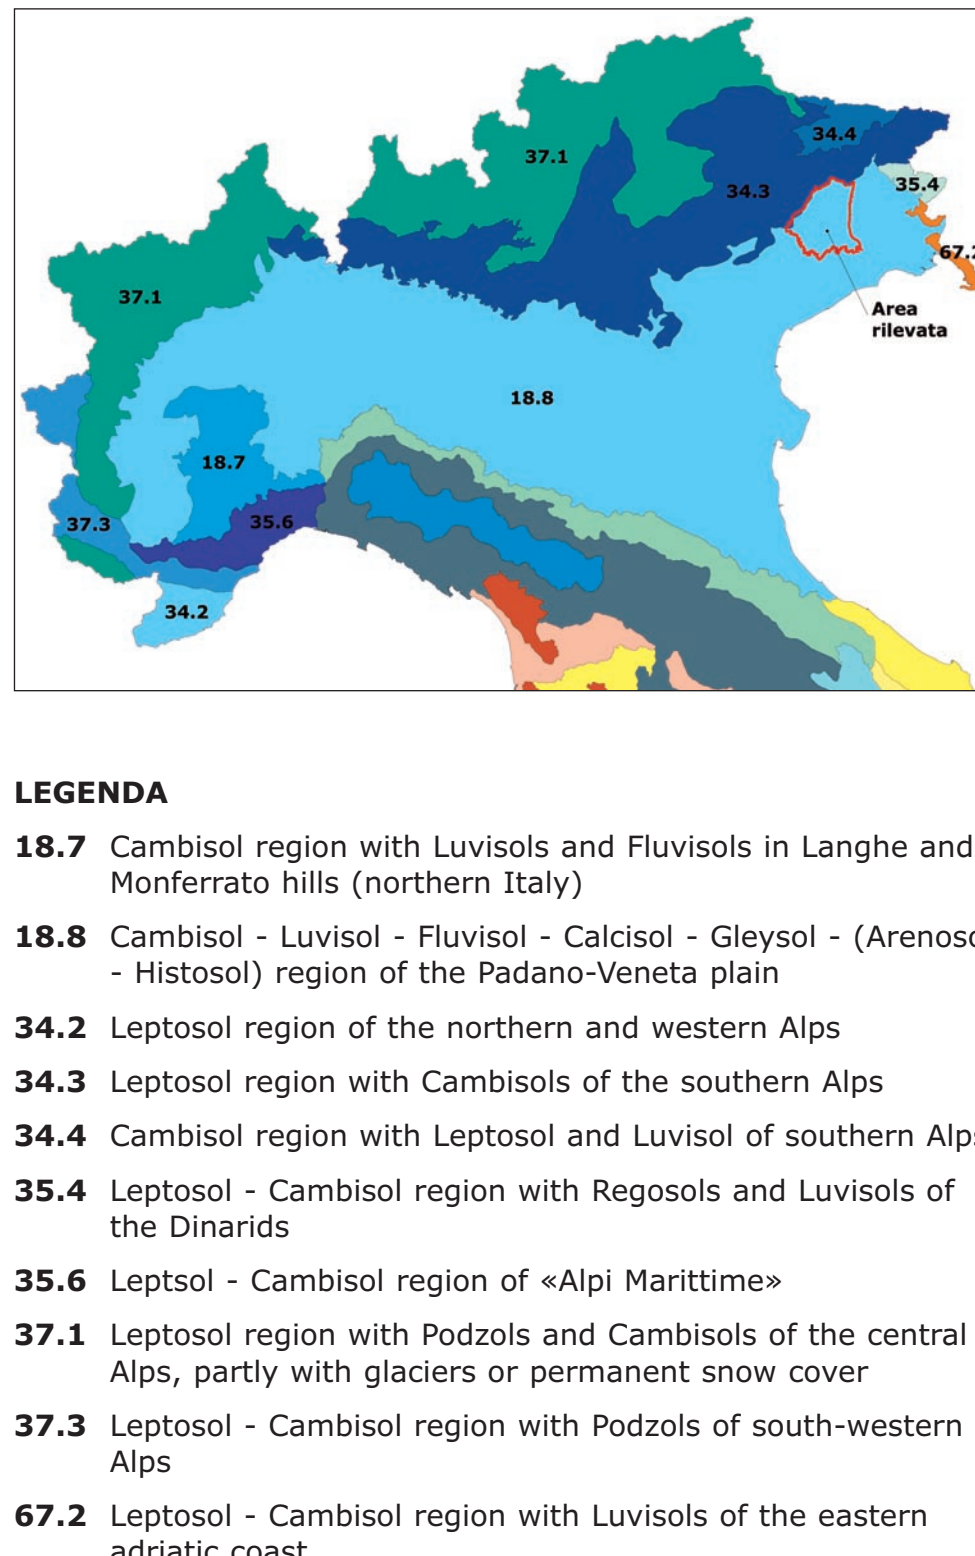 34.4
37.1
34.3
35.4
67.2
37.1
Area
rilevata
18.8
18.7
35.6
37.3
34.2
LEGENDA
18.7 Cambisol region with Luvisols and Fluvisols in Langhe and
Monferrato hills (northern Italy)
18.8 Cambisol - Luvisol - Fluvisol - Calcisol - Gleysol - (Arenoso
- Histosol) region of the Padano-Veneta plain
34.2 Leptosol region of the northern and western Alps
34.3 Leptosol region with Cambisols of the southern Alps
34.4 Cambisol region with Leptosol and Luvisol of southern Alps
35.4 Leptosol - Cambisol region with Regosols and Luvisols of
the Dinarids
35.6 Leptsol - Cambisol region of «Alpi Marittime»
37.1 Leptosol region with Podzols and Cambisols of the central
Alps, partly with glaciers or permanent snow cover
37.3 Leptosol - Cambisol region with Podzols of south-western
Alps
67.2 Leptosol - Cambisol region with Luvisols of the eastern
adriatic coast